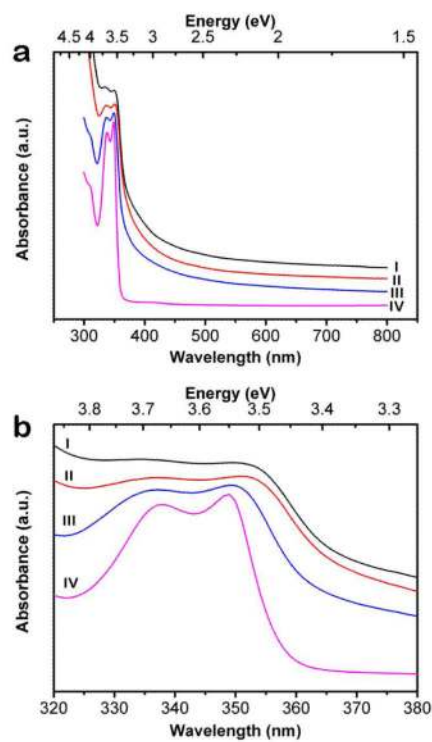 Energy (eV)
4.5 4 3.5 3 2.5 2 1.5
a
Absorbance (a.u.)
I
II
III
IV
300 400 500 600 700 800
Wavelength (nm)
Energy (eV)
3.8 3.7 3.6 3.5 3.4 3.3
b
Absorbance (a.u.)
I
II
III
IV
320 330 340 350 360 370 380
Wavelength (nm)